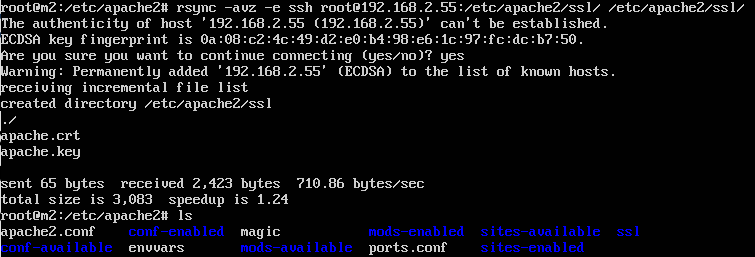 root@m2:/etc/apache2# rsync -avz -e ssh root@192.168.2.55:/etc/apache2/ssl/ /etc/apache2/ssl/
The authenticity of host '192.168.2.55 (192.168.2.55)' can't be established.
ECDSA key fingerprint is 0a:08:c2:4c:49:d2:e0:b4:98:e6:1c:97:fc:dc:b7:50.
Are you sure you want to continue connecting (yes/no)? yes
Warning: Permanently added '192.168.2.55' (ECDSA) to the list of known hosts.
receiving incremental file list
created directory /etc/apache2/ssl
./
apache.crt
apache.key
sent 65 bytes  received 2,423 bytes  710.86 bytes/sec
total size is 3,083  speedup is 1.24
root@m2:/etc/apache2# ls
apache2.conf    conf-enabled  magic           mods-enabled  sites-available  ssl
conf-available  envvars       mods-available  ports.conf    sites-enabled